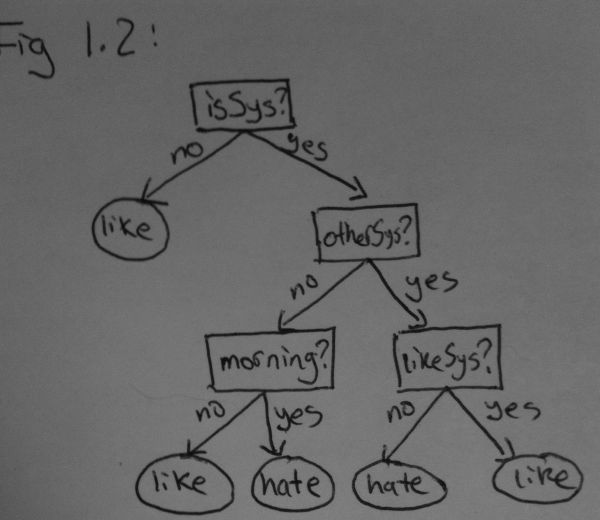 Fig 1.2:
isSys?
no yes
like
otherSys?
no yes
morning? likeSys?
no yes no yes
like hate hate like